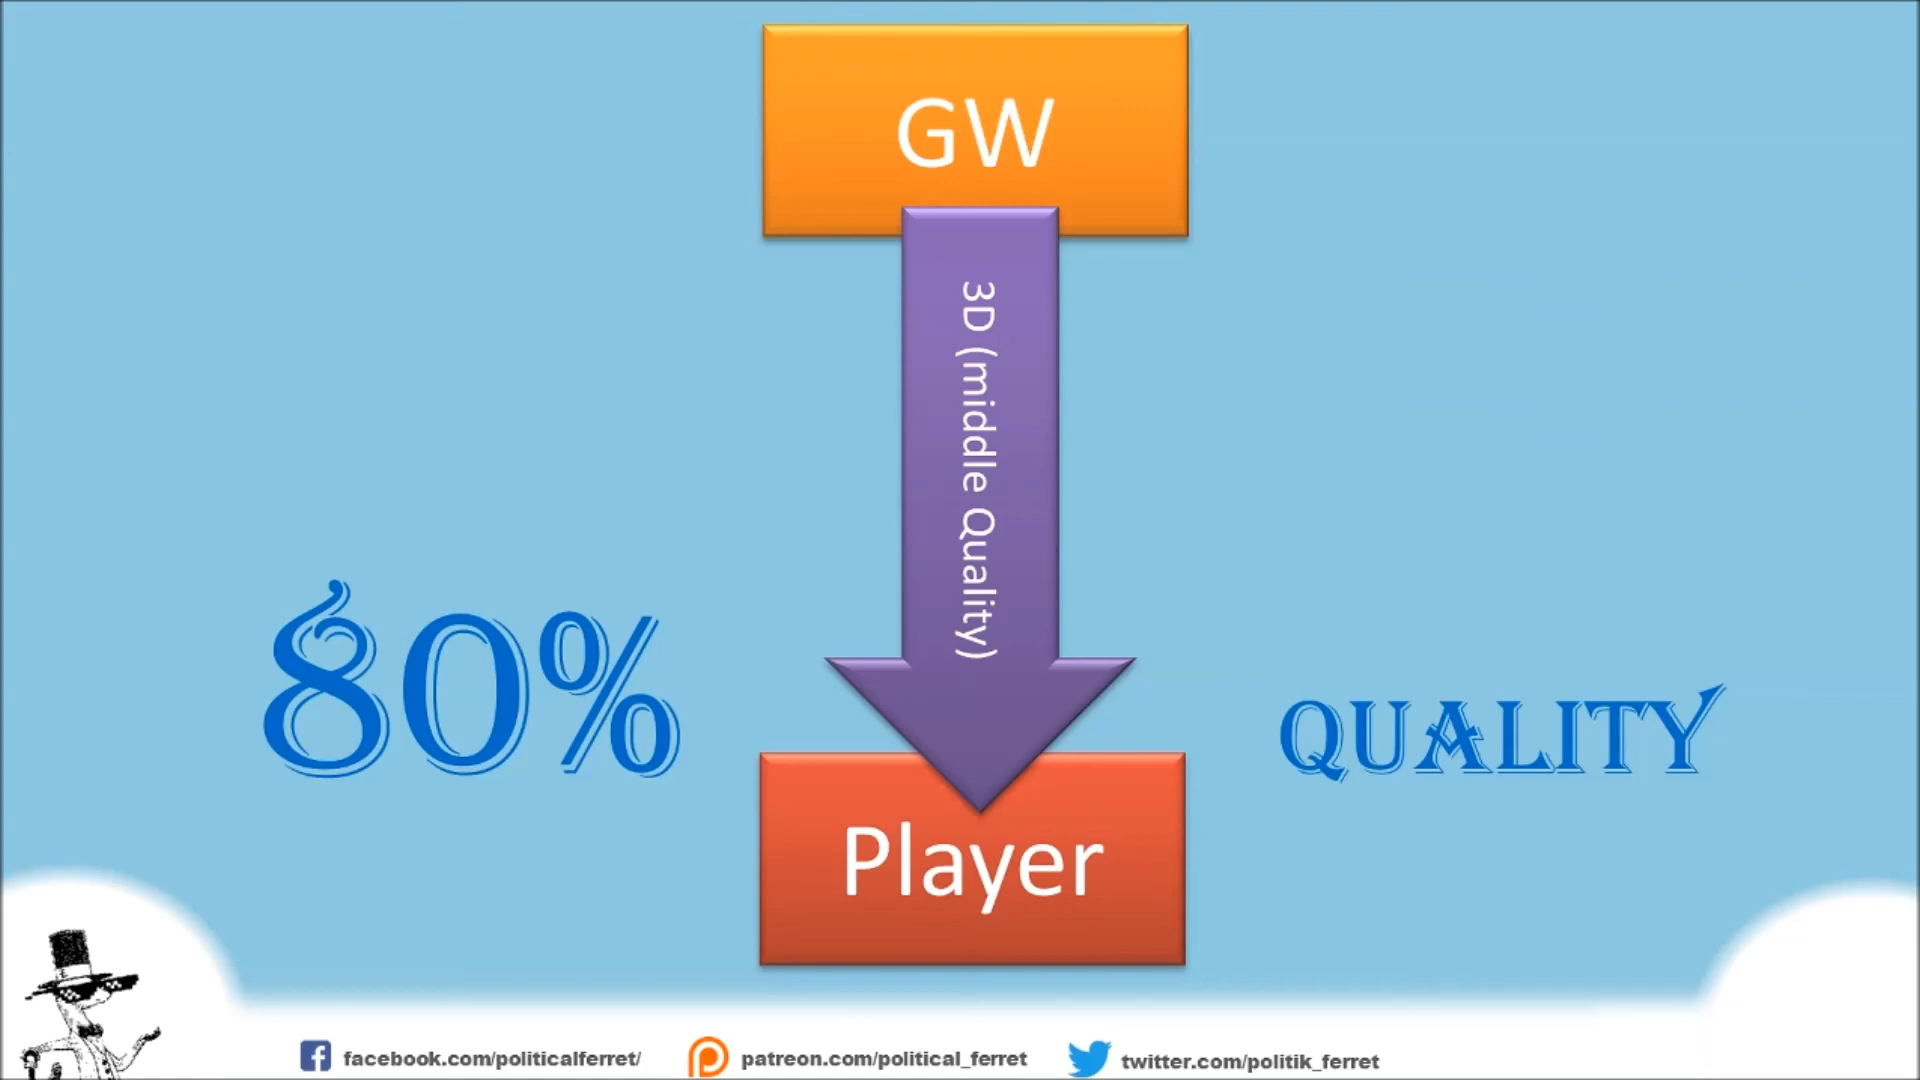 GW
3D (middle Quality)
80%
QUALITY
Player
facebook.com/politicalferret/
patreon.com/political_ferret
twitter.com/politik_ferret